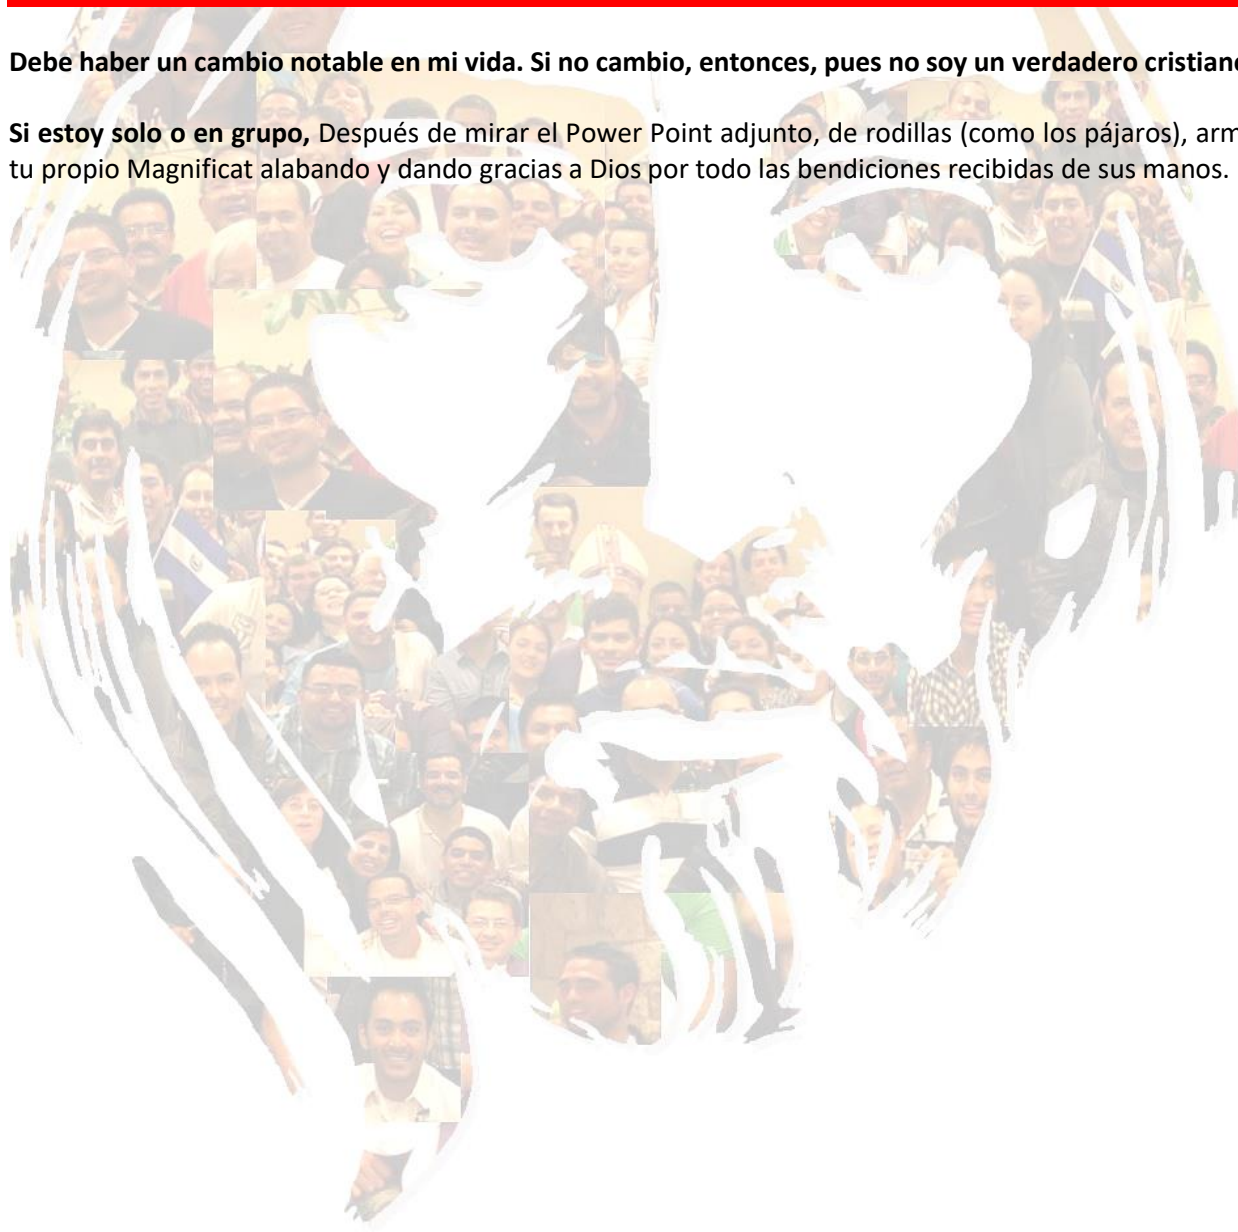 Debe haber un cambio notable en mi vida. Si no cambio, entonces, pues no soy un verdadero cristian
Si estoy solo o en grupo, Después de mirar el Power Point adjunto, de rodillas (como los pájaros), arm
tu propio Magnificat alabando y dando gracias a Dios por todo las bendiciones recibidas de sus manos.